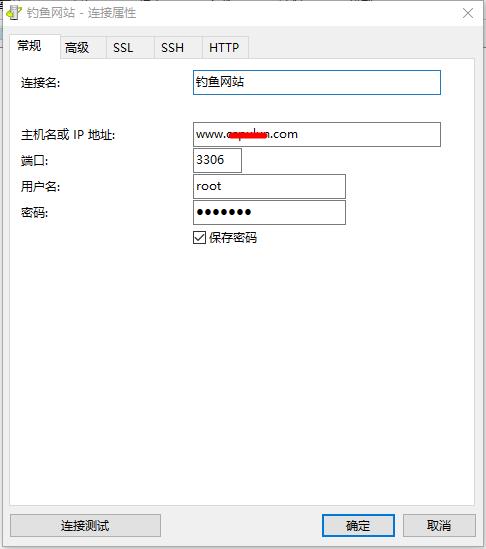 钓鱼网站 - 连接属性
常规 高级 SSL SSH HTTP
连接名: 钓鱼网站
主机名或 IP 地址: www. .com
端口: 3306
用户名: root
密码: ●●●●●●●
保存密码
连接测试 确定 取消